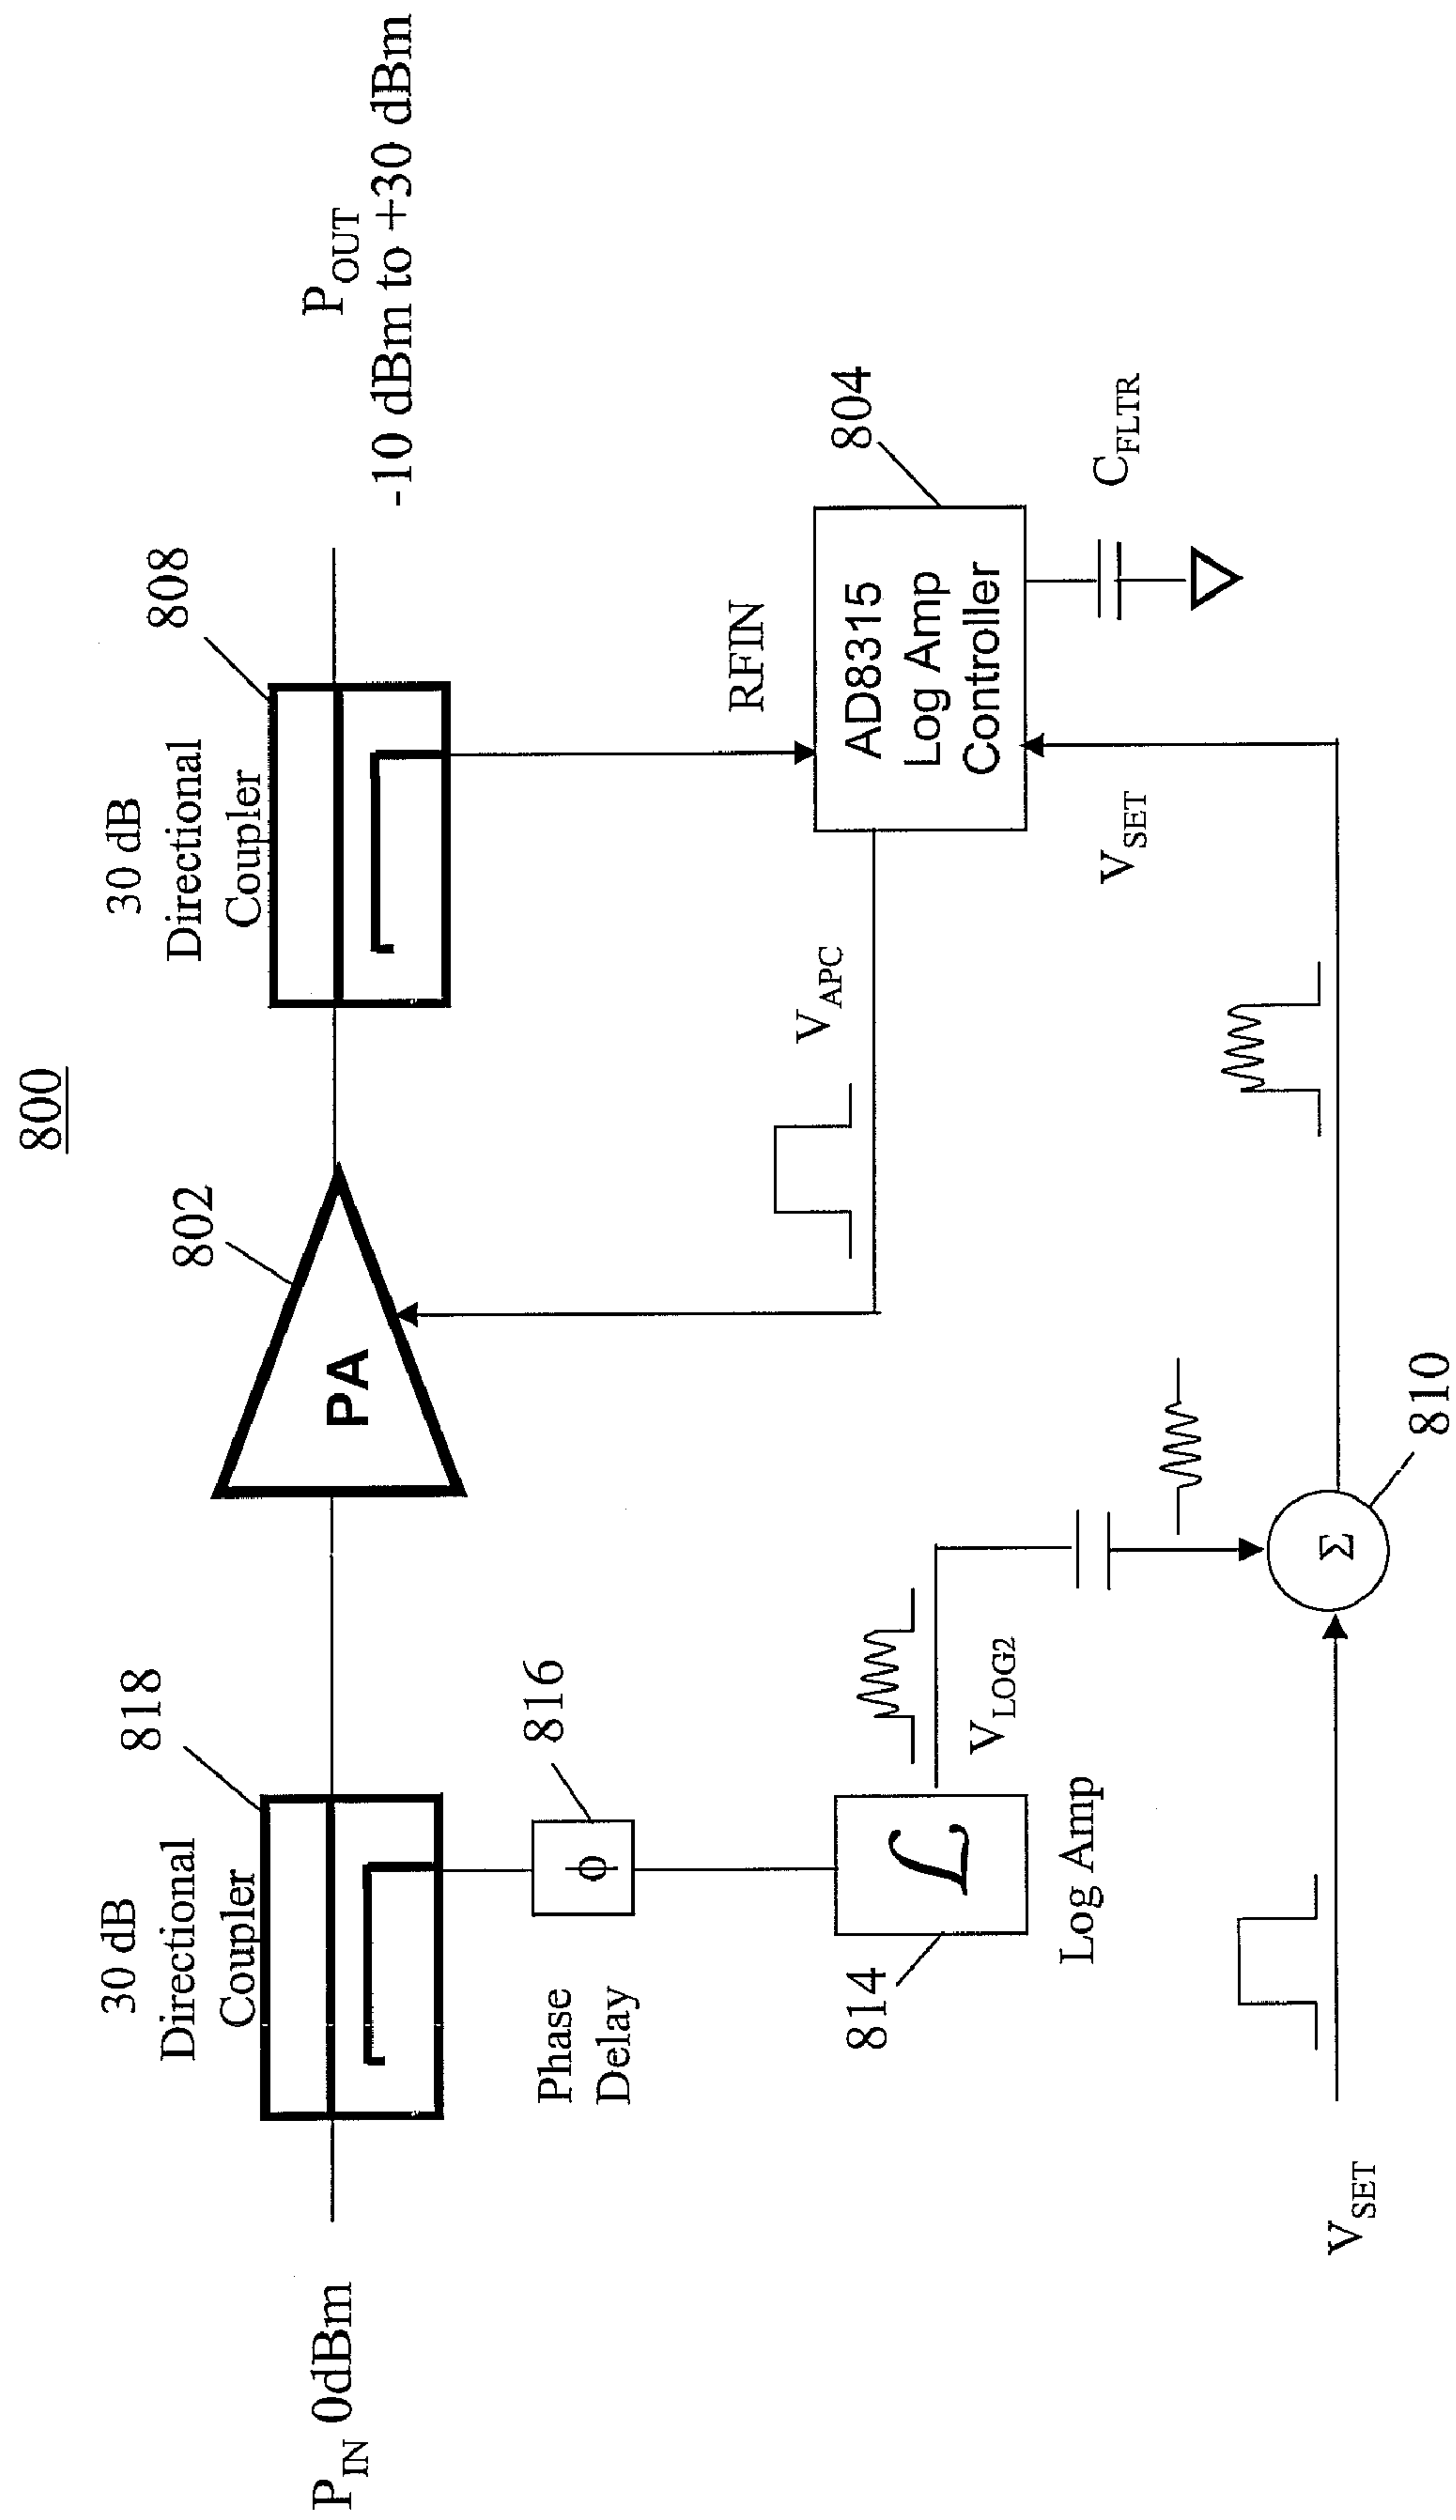 800
30 dB
Directional
Coupler
818
P_IN 0dBm
802
PA
30 dB
Directional
Coupler
808
P_OUT
-10 dBm to +30 dBm
Phase
Delay
816
ϕ
V_APC
RFIN
804
AD8315
Log Amp
Controller
C_FLTR
814
ℒ
Log Amp
V_LOG2
V_SET
V_SET
Σ
810